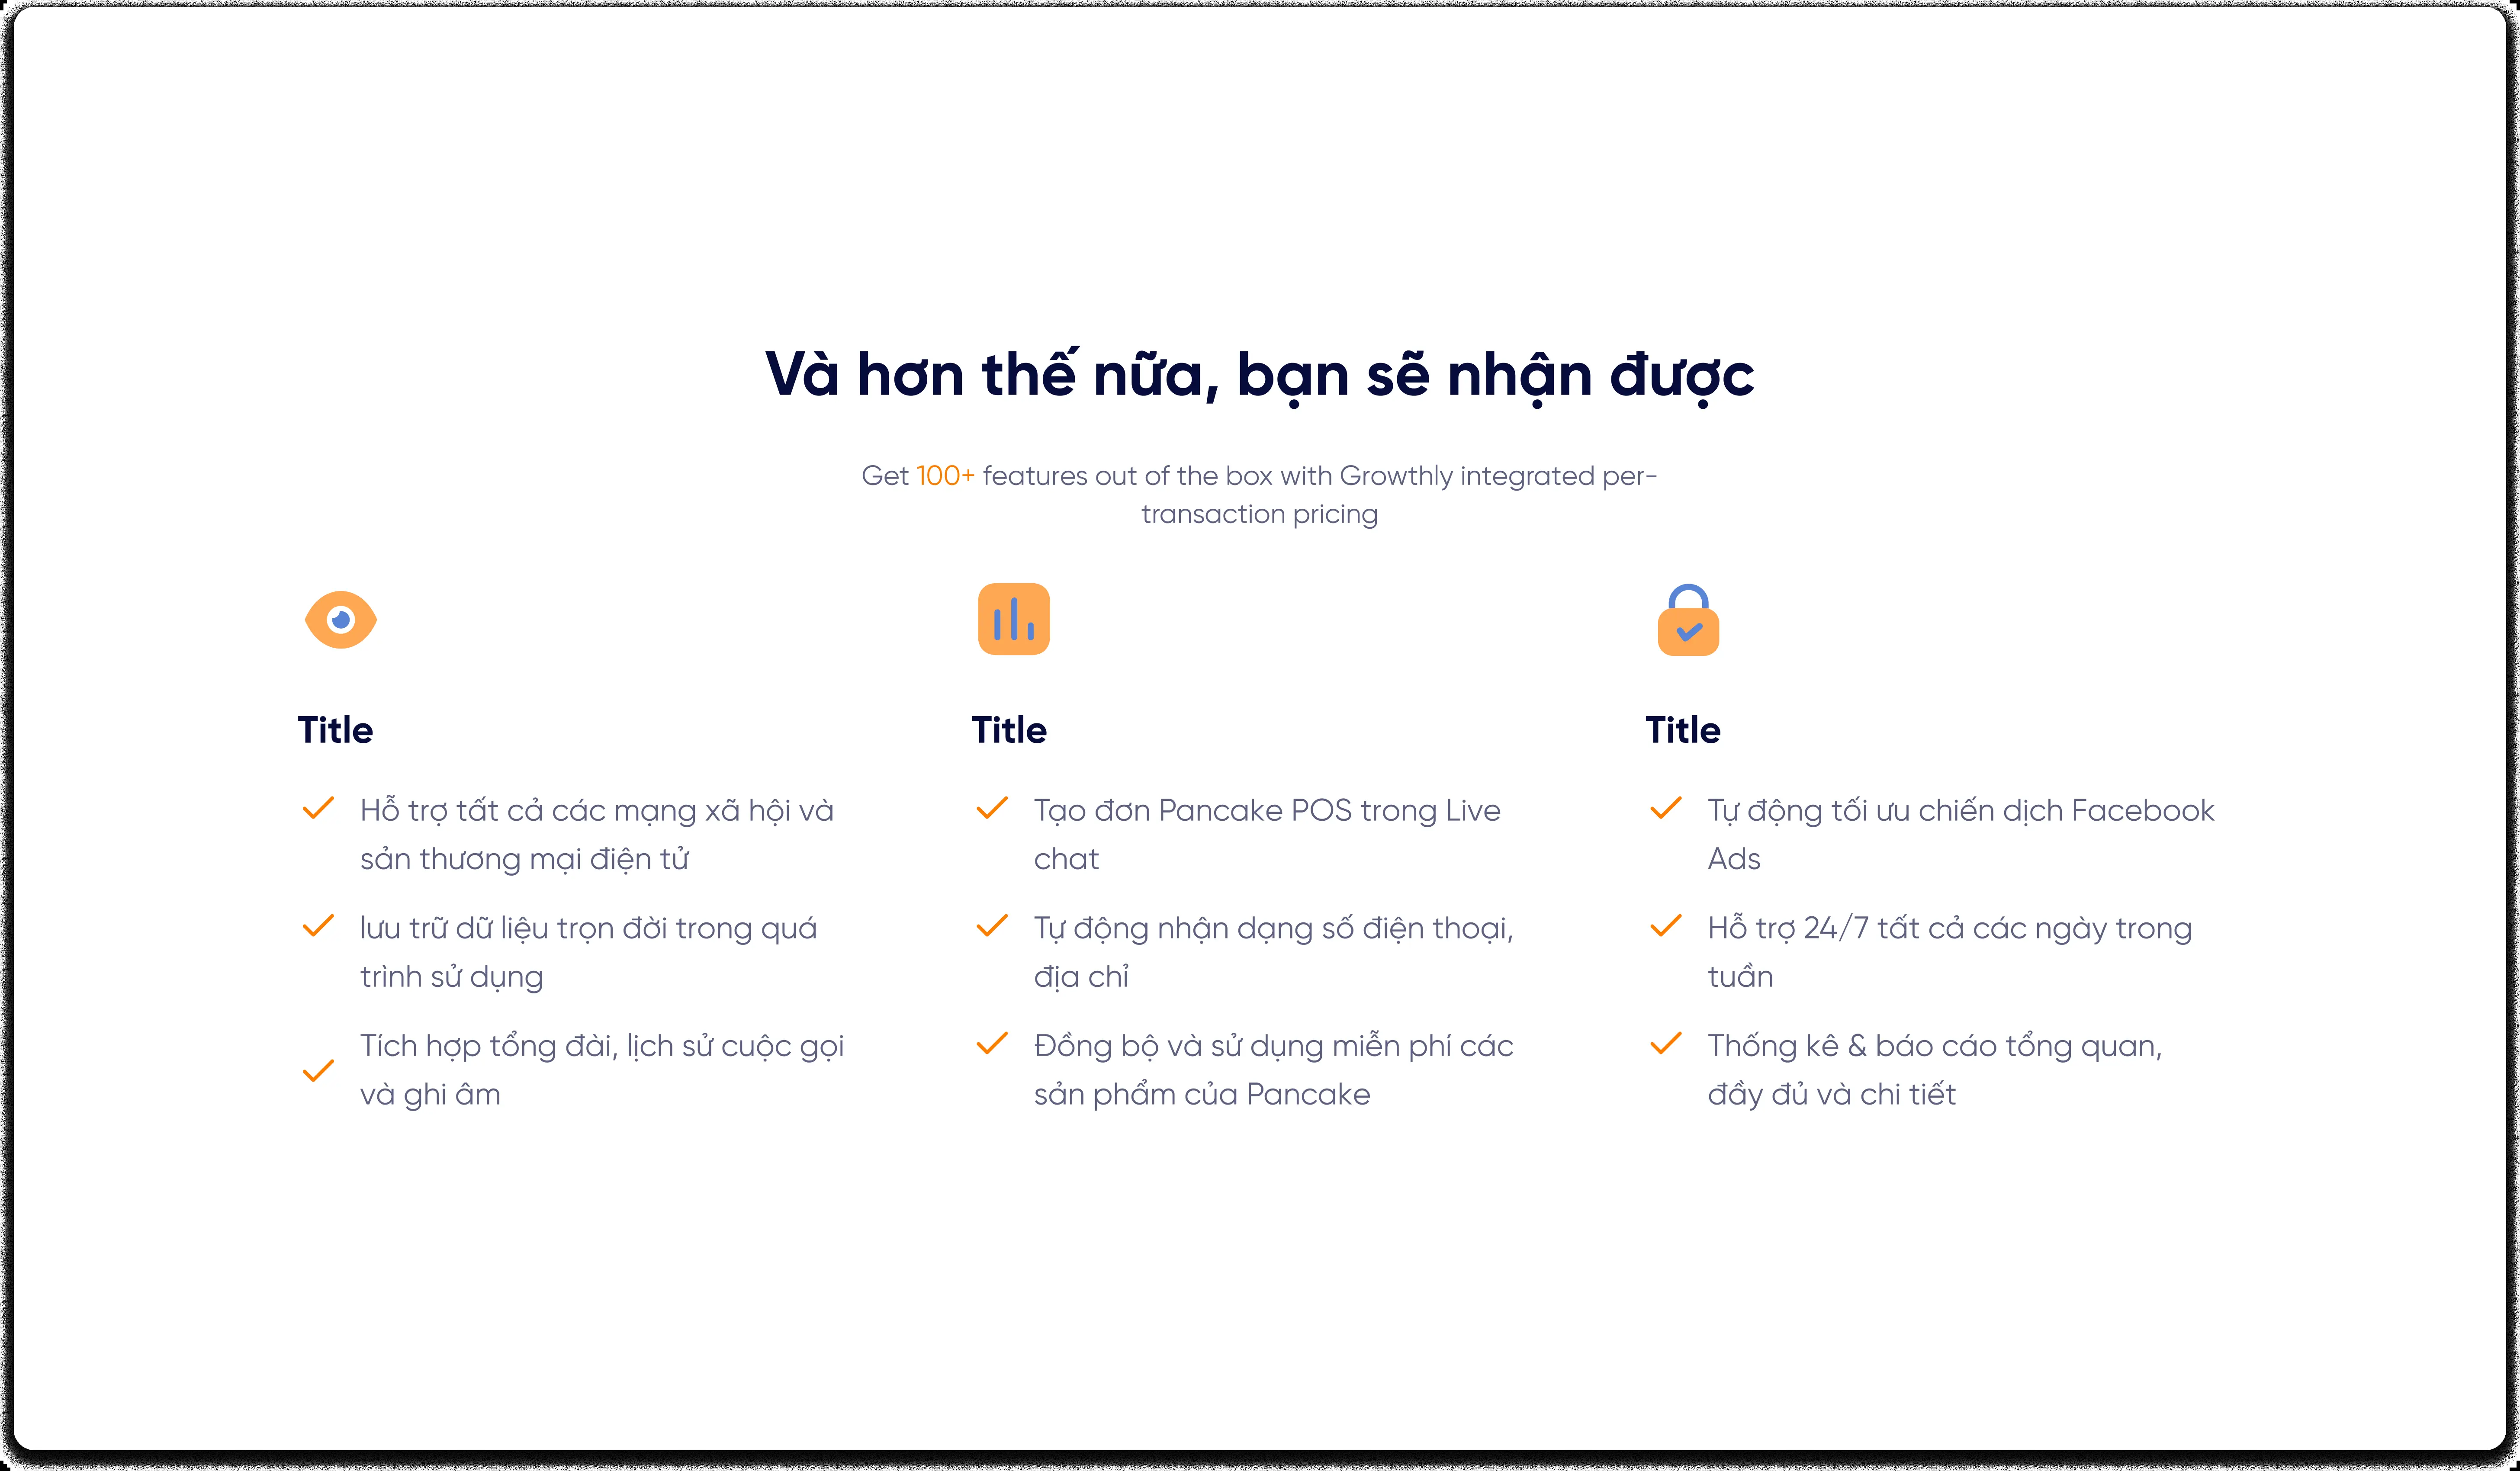 Và hơn thế nữa, bạn sẽ nhận được
Get 100+ features out of the box with Growthly integrated per-
transaction pricing
Title
Hỗ trợ tất cả các mạng xã hội và
sản thương mại điện tử
lưu trữ dữ liệu trọn đời trong quá
trình sử dụng
Tích hợp tổng đài, lịch sử cuộc gọi
và ghi âm
Title
Tạo đơn Pancake POS trong Live
chat
Tự động nhận dạng số điện thoại,
địa chỉ
Đồng bộ và sử dụng miễn phí các
sản phẩm của Pancake
Title
Tự động tối ưu chiến dịch Facebook
Ads
Hỗ trợ 24/7 tất cả các ngày trong
tuần
Thống kê & báo cáo tổng quan,
đầy đủ và chi tiết